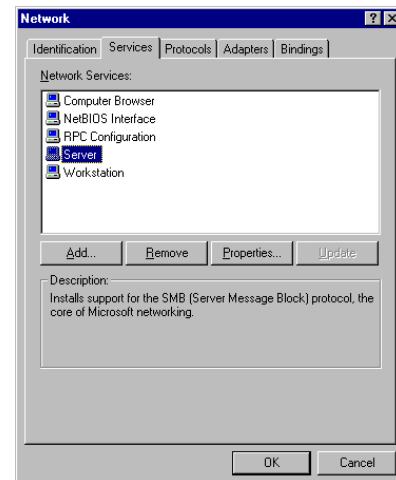 Network
Identification Services Protocols Adapters Bindings
Network Services:
Computer Browser
NetBIOS Interface
RPC Configuration
Server
Workstation
Add... Remove Properties... Update
Description:
Installs support for the SMB (Server Message Block) protocol, the
core of Microsoft networking.
OK Cancel